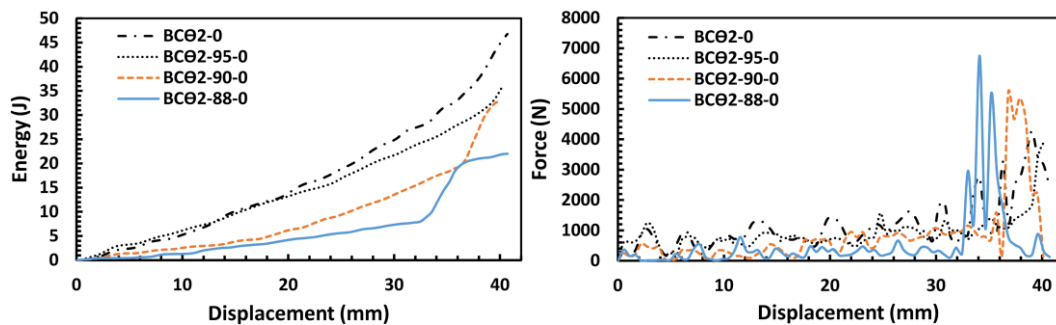 50
45
40
35
30
25
20
15
10
5
0
Energy (J)
BCΘ2-0
BCΘ2-95-0
BCΘ2-90-0
BCΘ2-88-0
0 10 20 30 40
Displacement (mm)
8000
7000
6000
5000
4000
3000
2000
1000
0
Force (N)
BCΘ2-0
BCΘ2-95-0
BCΘ2-90-0
BCΘ2-88-0
0 10 20 30 40
Displacement (mm)